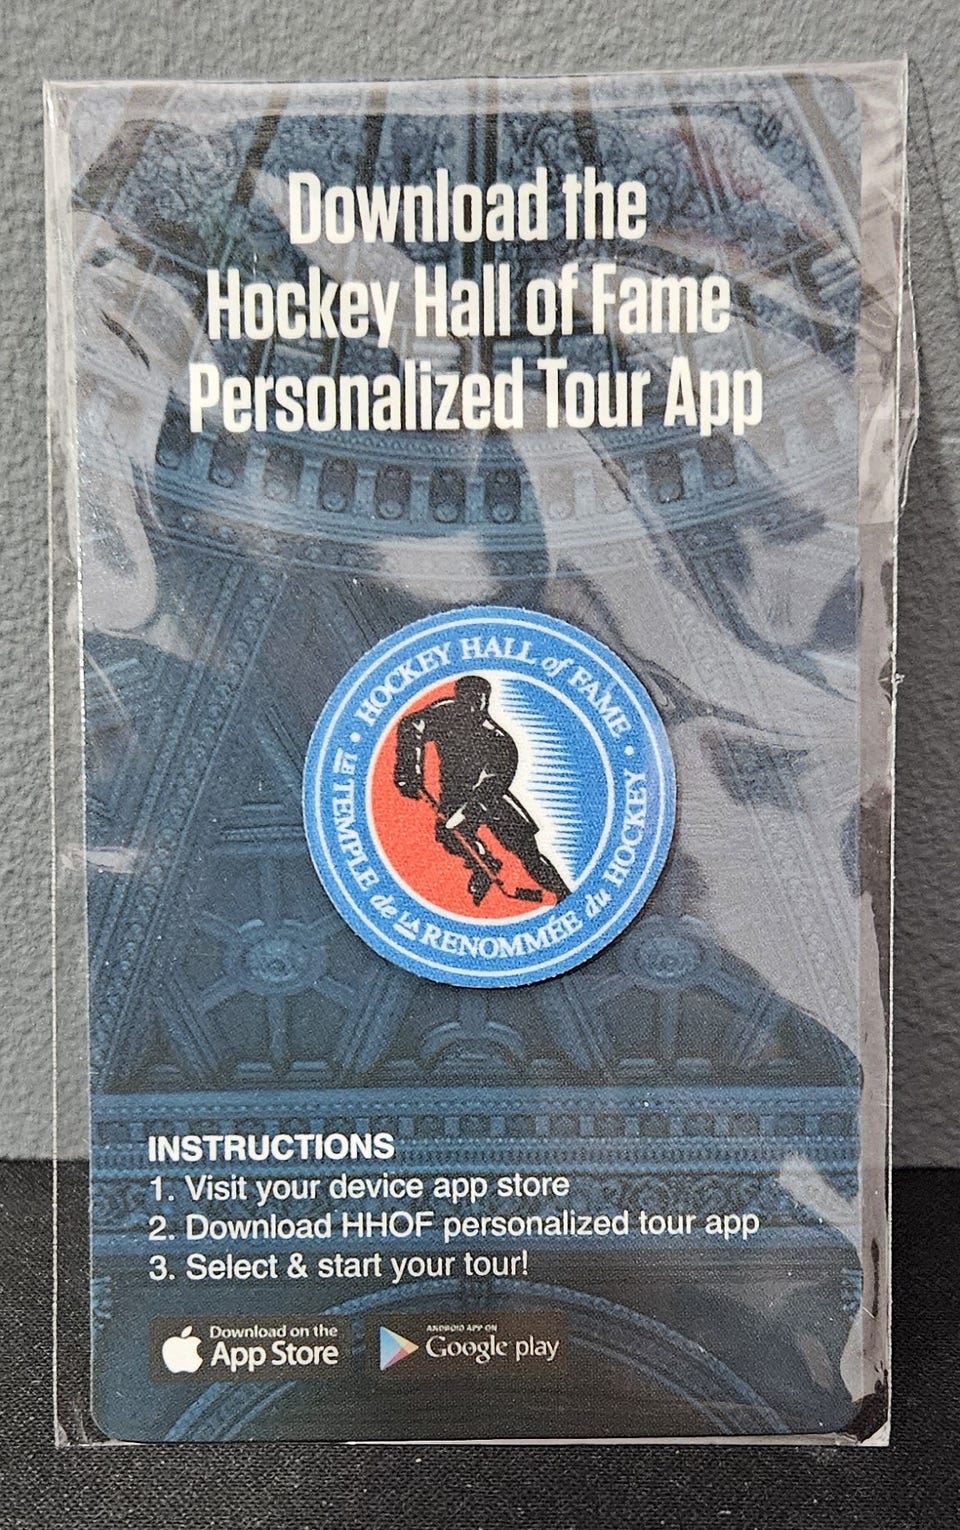 Download the
Hockey Hall of Fame
Personalized Tour App
• HOCKEY HALL of FAME •
LE TEMPLE de LA RENOMMÉE du HOCKEY
INSTRUCTIONS
1. Visit your device app store
2. Download HHOF personalized tour app
3. Select & start your tour!
Download on the
App Store
ANDROID APP ON
Google play